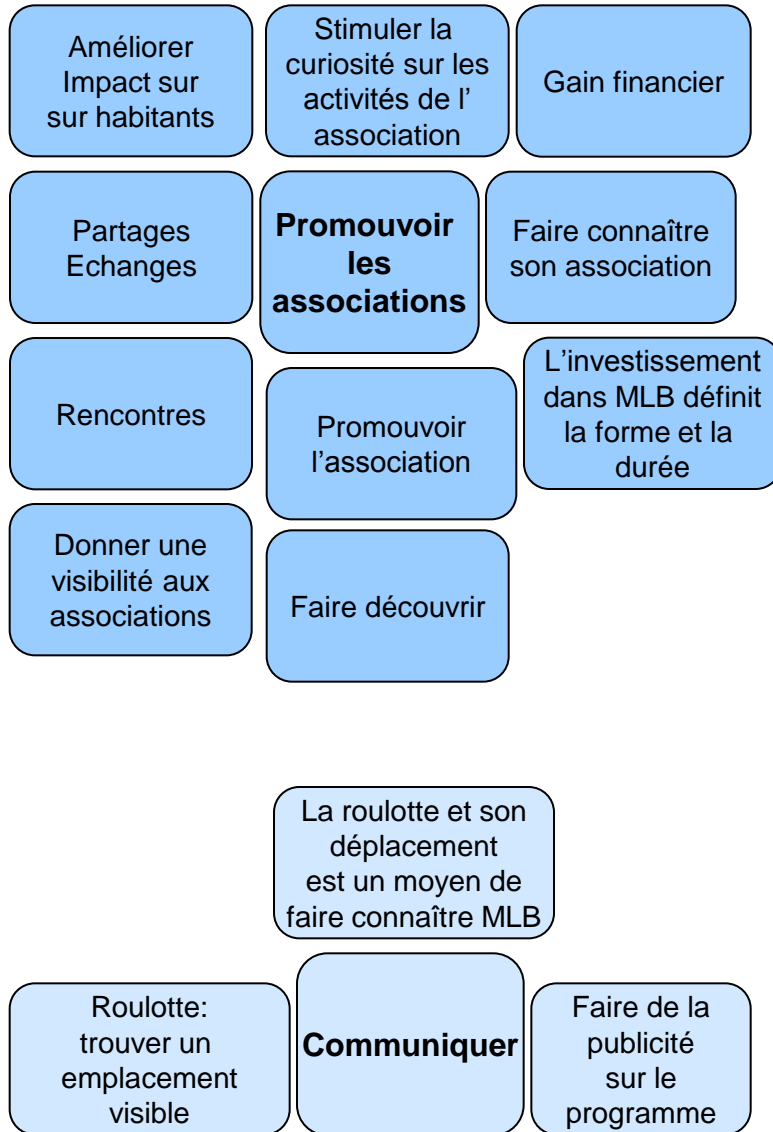 Améliorer
Impact sur
sur habitants
Stimuler la
curiosité sur les
activités de l’
association
Gain financier
Partages
Echanges
Promouvoir
les
associations
Faire connaître
son association
Rencontres
Promouvoir
l’association
L’investissement
dans MLB définit
la forme et la
durée
Donner une
visibilité aux
associations
Faire découvrir
La roulotte et son
déplacement
est un moyen de
faire connaître MLB
Roulotte:
trouver un
emplacement
visible
Communiquer
Faire de la
publicité
sur le
programme